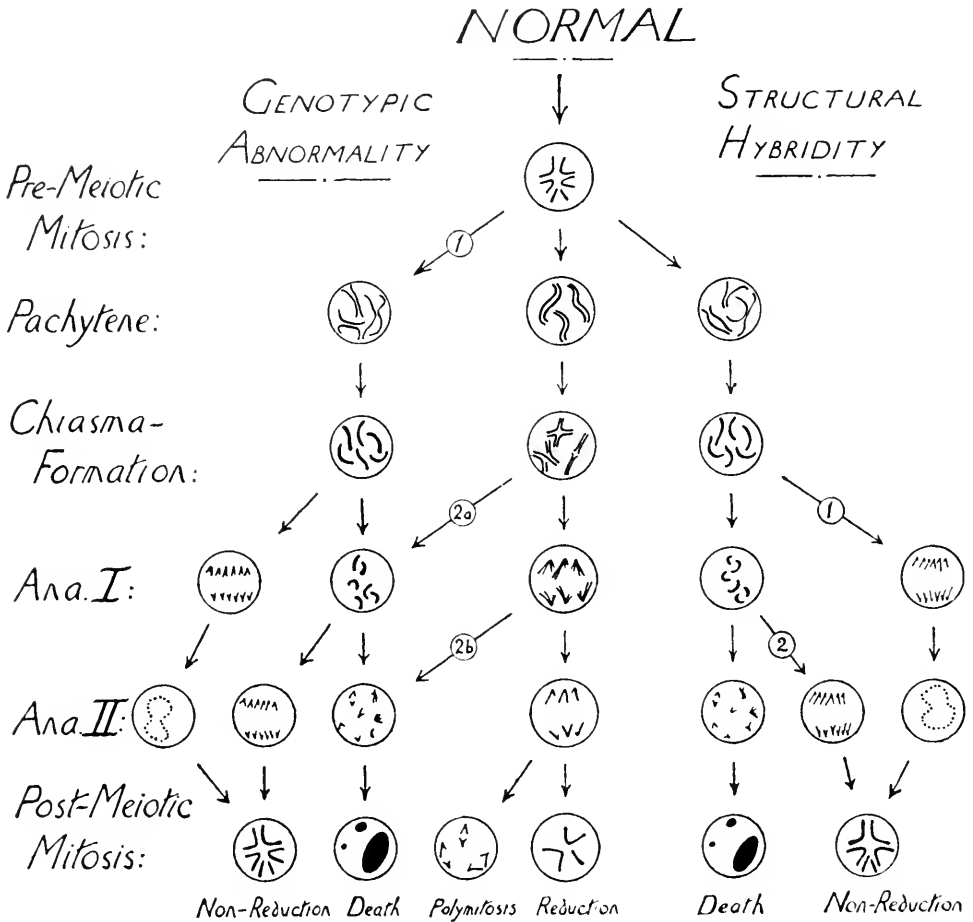 NORMAL
GENOTYPIC
ABNORMALITY
STRUCTURAL
HYBRIDITY
Pre-Meiotic
Mitosis:
1
Pachytene:
Chiasma-
Formation:
2a
1
Ana. I:
2b
2
Ana. II:
Post-Meiotic
Mitosis:
Non-Reduction Death Polymitosis Reduction Death Non-Reduction